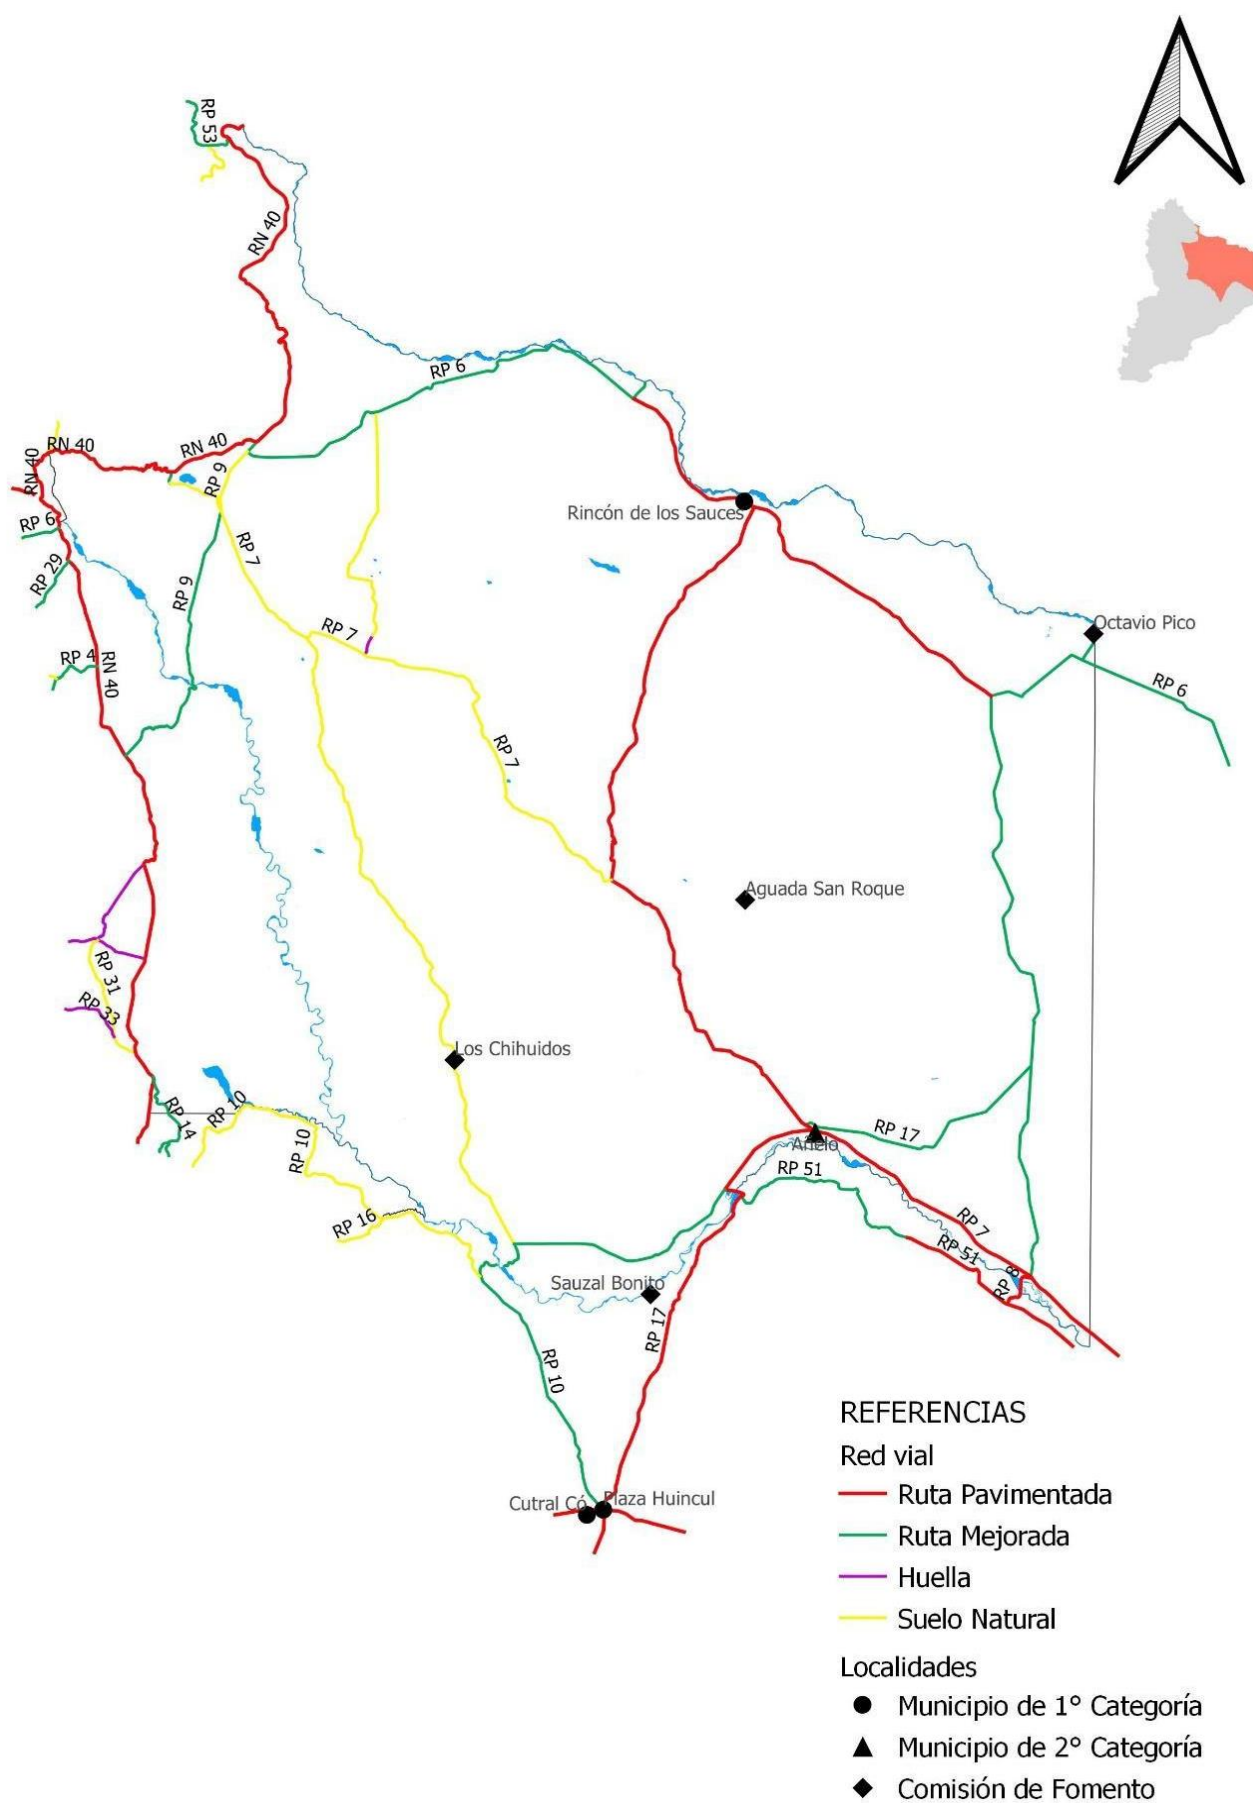 RP 53
RN 40
RP 6
RN 40
RN 40
RN 40
RP 9
Rincón de los Sauces
RP 6
RP 7
RP 29
RP 9
RP 7
Octavio Pico
RP 4
RN 40
RP 6
RP 7
Aguada San Roque
RP 31
RP 33
Los Chihuidos
RP 10
RP 14
RP 10
RP 17
Añelo
RP 51
RP 16
RP 7
RP 51
RP 8
Sauzal Bonito
RP 17
RP 10
Cutral Có
Plaza Huincul
REFERENCIAS
Red vial
Ruta Pavimentada
Ruta Mejorada
Huella
Suelo Natural
Localidades
Municipio de 1° Categoría
Municipio de 2° Categoría
Comisión de Fomento